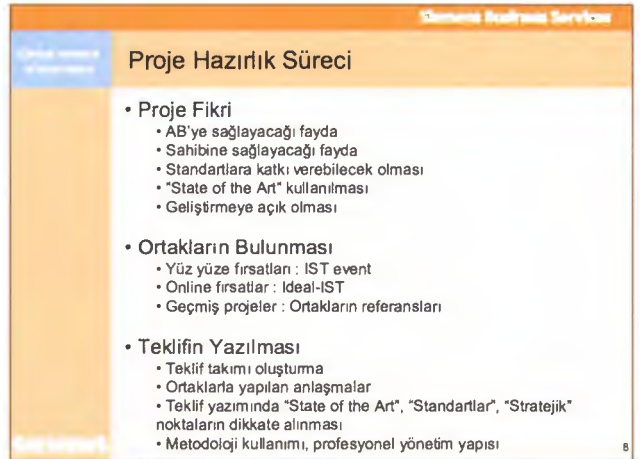 Siemens Business Services
Proje Hazırlık Süreci
• Proje Fikri
• AB'ye sağlayacağı fayda
• Sahibine sağlayacağı fayda
• Standartlara katkı verebilecek olması
• "State of the Art" kullanılması
• Geliştirmeye açık olması
• Ortakların Bulunması
• Yüz yüze fırsatları : IST event
• Online fırsatlar : Ideal-IST
• Geçmiş projeler : Ortakların referansları
• Teklifin Yazılması
• Teklif takımı oluşturma
• Ortaklarla yapılan anlaşmalar
• Teklif yazımında "State of the Art", "Standartlar", "Stratejik"
noktaların dikkate alınması
• Metodoloji kullanımı, profesyonel yönetim yapısı
8